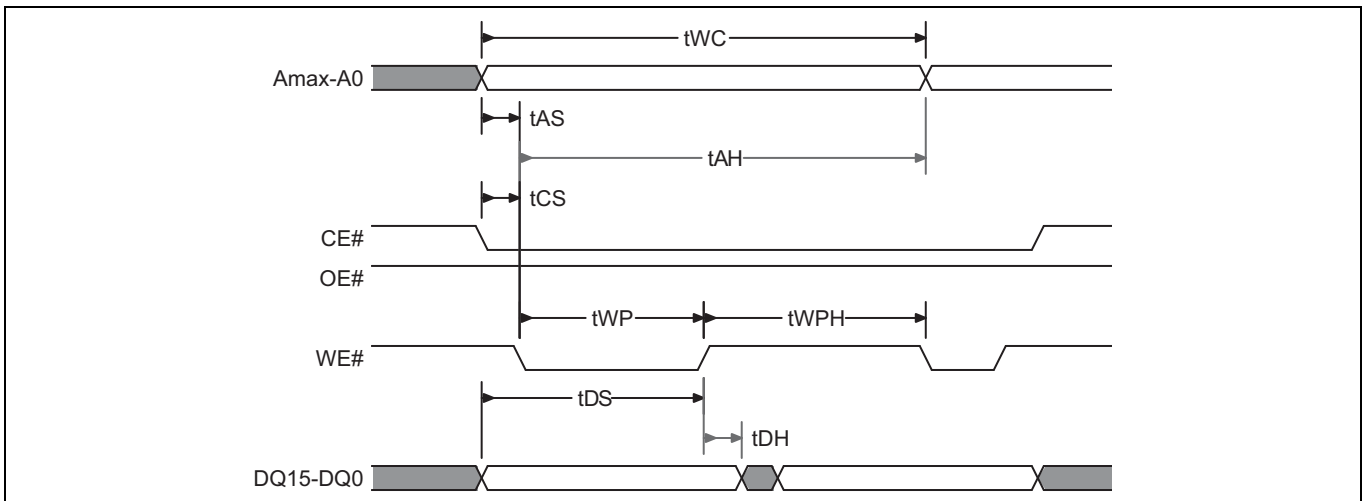 tWC
Amax-A0
tAS
tAH
tCS
CE#
OE#
tWP
tWPH
WE#
tDS
tDH
DQ15-DQ0